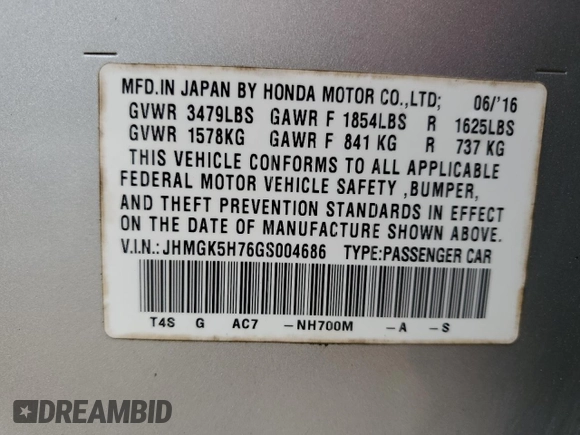 MFD.IN JAPAN BY HONDA MOTOR CO.,LTD; 06/'16
GVWR 3479LBS GAWR F 1854LBS R 1625LBS
GVWR 1578KG GAWR F 841 KG R 737 KG
THIS VEHICLE CONFORMS TO ALL APPLICABLE
FEDERAL MOTOR VEHICLE SAFETY ,BUMPER,
AND THEFT PREVENTION STANDARDS IN EFFECT
ON THE DATE OF MANUFACTURE SHOWN ABOVE.
V.I.N.: JHMGK5H76GS004686 TYPE:PASSENGER CAR
T4S G AC7 -NH700M -A -S
DREAMBID